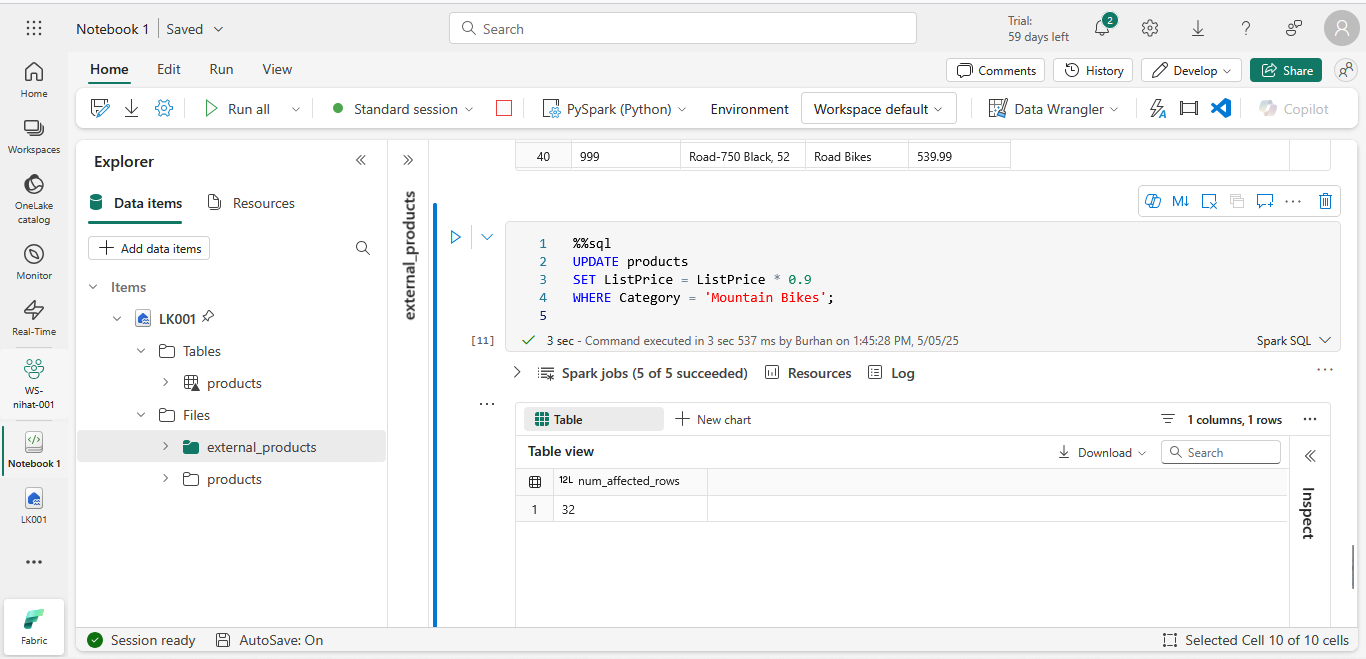 Notebook 1 | Saved
Search
Trial:
59 days left
2
Home
Edit
Run
View
Comments
History
Develop
Share
Run all
Standard session
PySpark (Python)
Environment
Workspace default
Data Wrangler
Copilot
Home
Workspaces
OneLake
catalog
Monitor
Real-Time
WS-
nihat-001
Notebook 1
LK001
Fabric
Explorer
Data items
Resources
Add data items
Items
LK001
Tables
products
Files
external_products
products
external_products
40 999 Road-750 Black, 52 Road Bikes 539.99
M↓
1 %%sql
2 UPDATE products
3 SET ListPrice = ListPrice * 0.9
4 WHERE Category = 'Mountain Bikes';
5
[11]
3 sec - Command executed in 3 sec 537 ms by Burhan on 1:45:28 PM, 5/05/25
Spark SQL
Spark jobs (5 of 5 succeeded)
Resources
Log
Table
New chart
1 columns, 1 rows
Table view
Download
Search
12L num_affected_rows
1 32
Inspect
Session ready
AutoSave: On
Selected Cell 10 of 10 cells